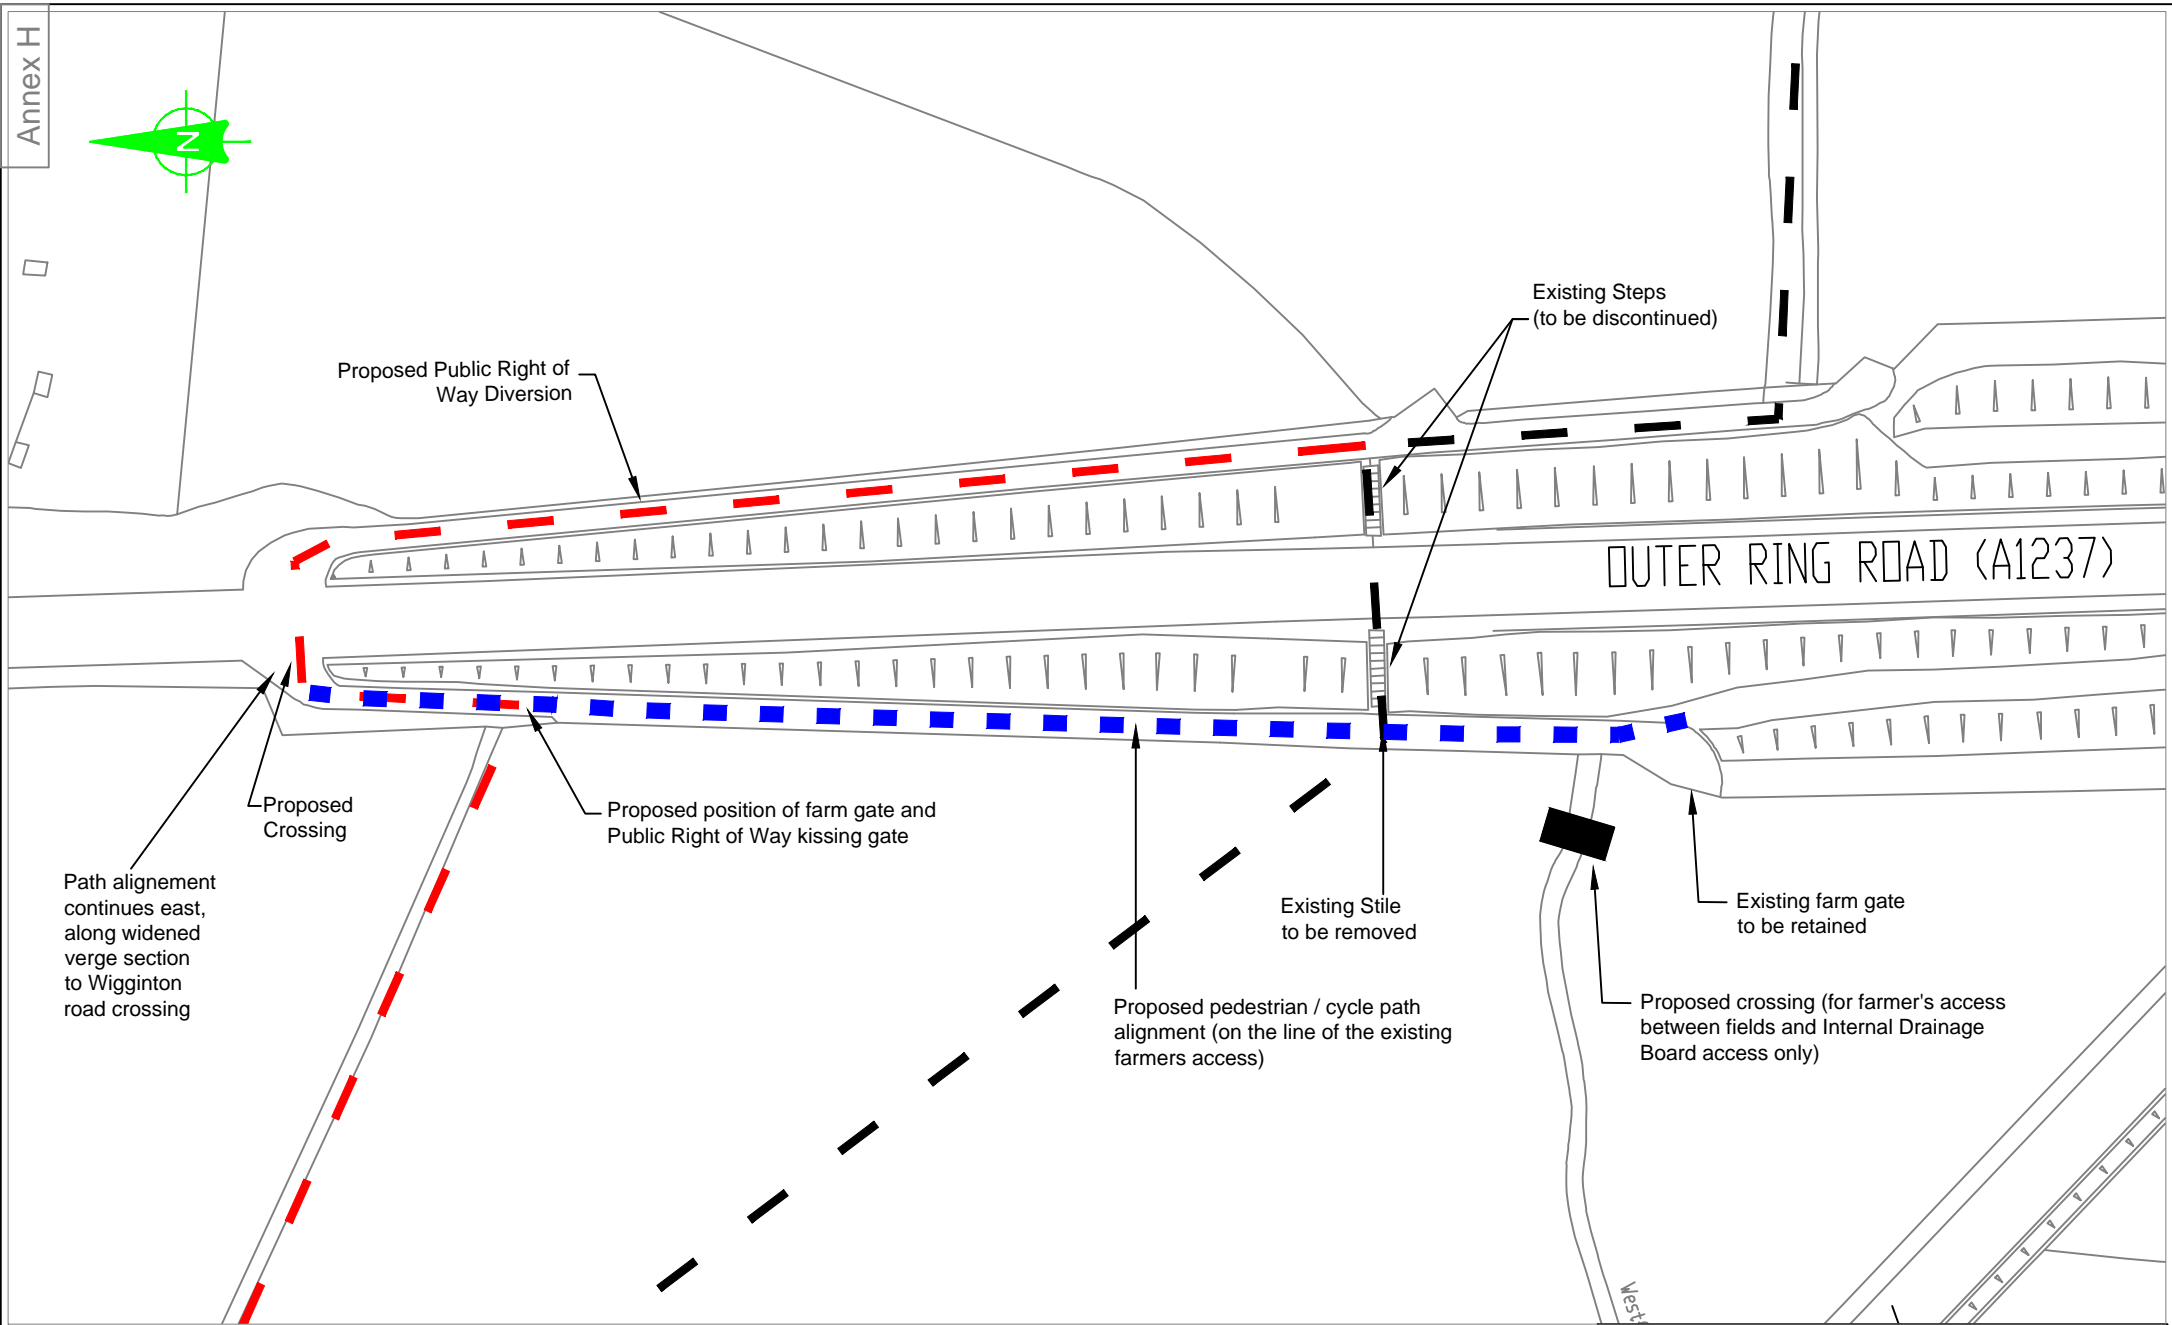 Annex H
N
Existing Steps
(to be discontinued)
Proposed Public Right of
Way Diversion
OUTER RING ROAD (A1237)
Proposed
Crossing
Proposed position of farm gate and
Public Right of Way kissing gate
Path alignement
continues east,
along widened
verge section
to Wigginton
road crossing
Existing Stile
to be removed
Existing farm gate
to be retained
Proposed pedestrian / cycle path
alignment (on the line of the existing
farmers access)
Proposed crossing (for farmer's access
between fields and Internal Drainage
Board access only)